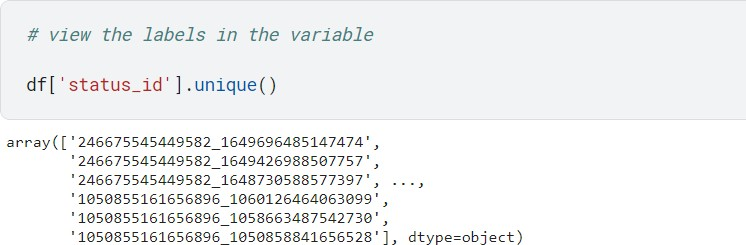 # view the labels in the variable
df['status_id'].unique()
array(['246675545449582_1649696485147474',
'246675545449582_1649426988507757',
'246675545449582_1648730588577397', ...,
'1050855161656896_1060126464063099',
'1050855161656896_1058663487542730',
'1050855161656896_1050858841656528'], dtype=object)